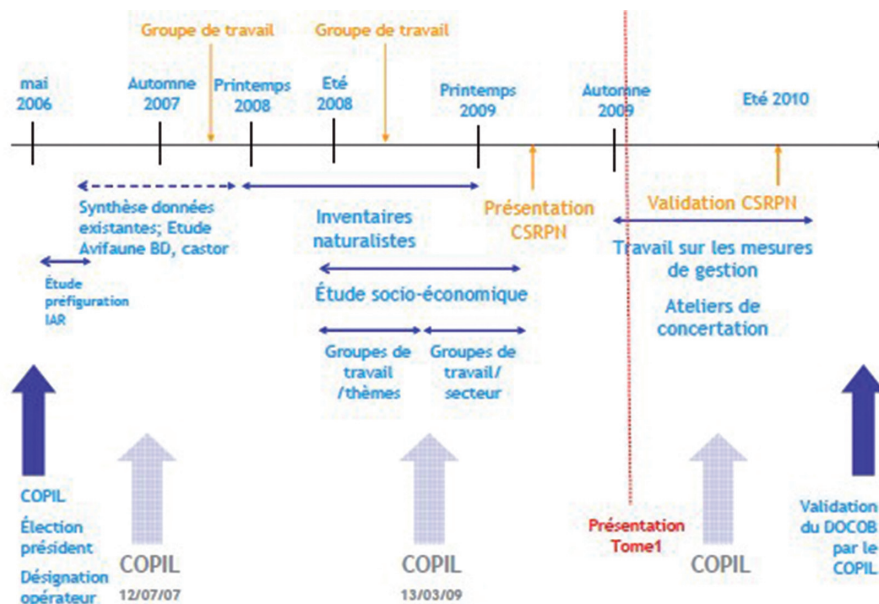 Groupe de travail
Groupe de travail
mai
2006
Automne
2007
Printemps
2008
Eté
2008
Printemps
2009
Automne
2009
Eté 2010
Synthèse données
existantes; Etude
Avifaune BD, castor
Étude
préfiguration
IAR
Inventaires
naturalistes
Présentation
CSRPN
Validation CSRPN
Travail sur les mesures
de gestion
Ateliers de
concertation
Étude socio-économique
Groupes de
travail
/thèmes
Groupes de
travail/
secteur
COPIL
Élection
président
Désignation
opérateur
COPIL
12/07/07
COPIL
13/03/09
Présentation
Tome1
COPIL
Validation
du DOCOB
par le
COPIL